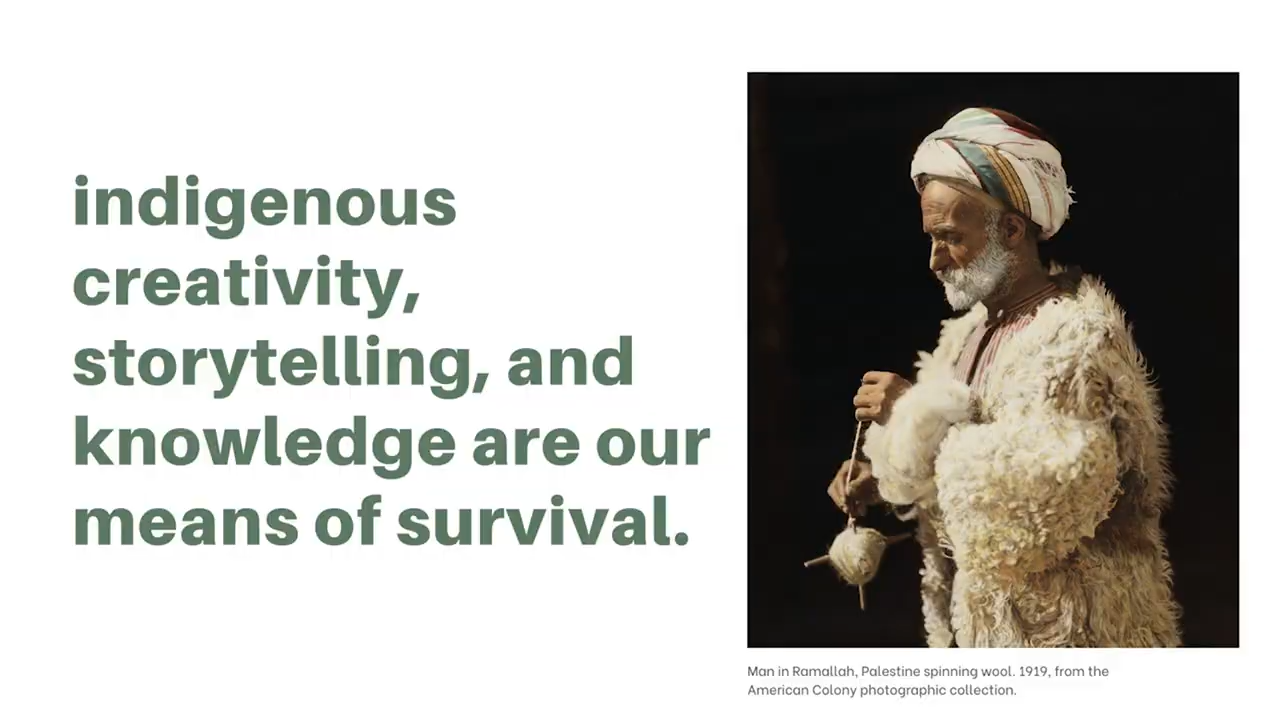 indigenous
creativity,
storytelling, and
knowledge are our
means of survival.
Man in Ramallah, Palestine spinning wool. 1919, from the
American Colony photographic collection.